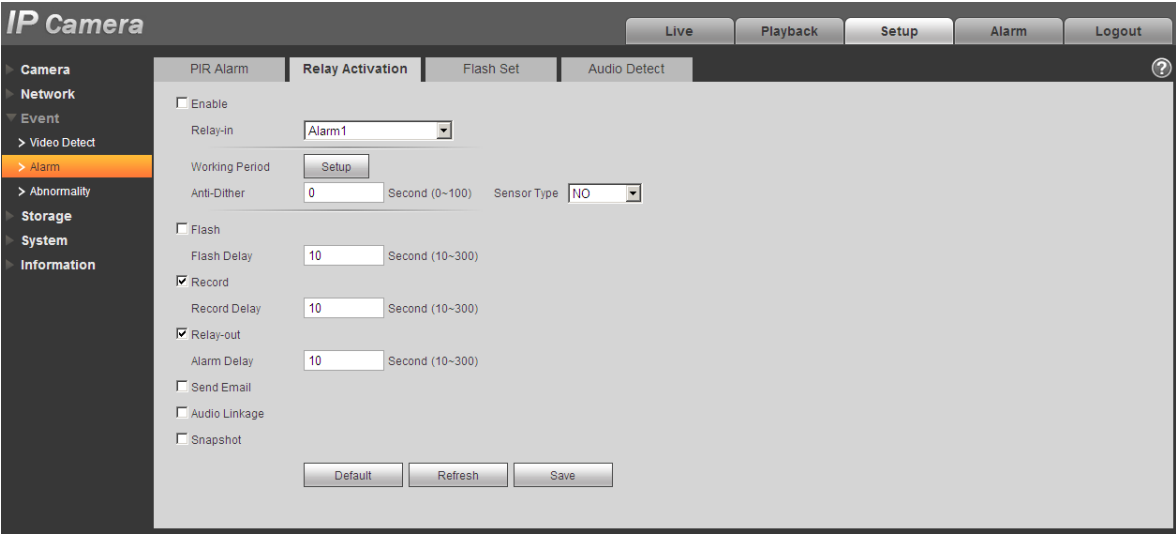 IP Camera
Live Playback Setup Alarm Logout
Camera
Network
Event
> Video Detect
> Alarm
> Abnormality
Storage
System
Information
PIR Alarm Relay Activation Flash Set Audio Detect ?
Enable
Relay-in Alarm1
Working Period Setup
Anti-Dither 0 Second (0~100) Sensor Type NO
Flash
Flash Delay 10 Second (10~300)
Record
Record Delay 10 Second (10~300)
Relay-out
Alarm Delay 10 Second (10~300)
Send Email
Audio Linkage
Snapshot
Default Refresh Save